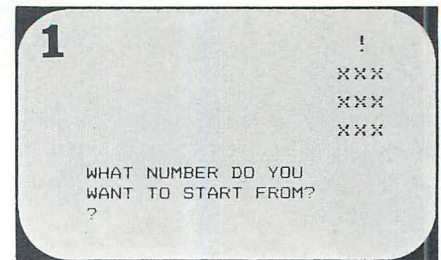 1
!
XXX
XXX
XXX
WHAT NUMBER DO YOU
WANT TO START FROM?
?